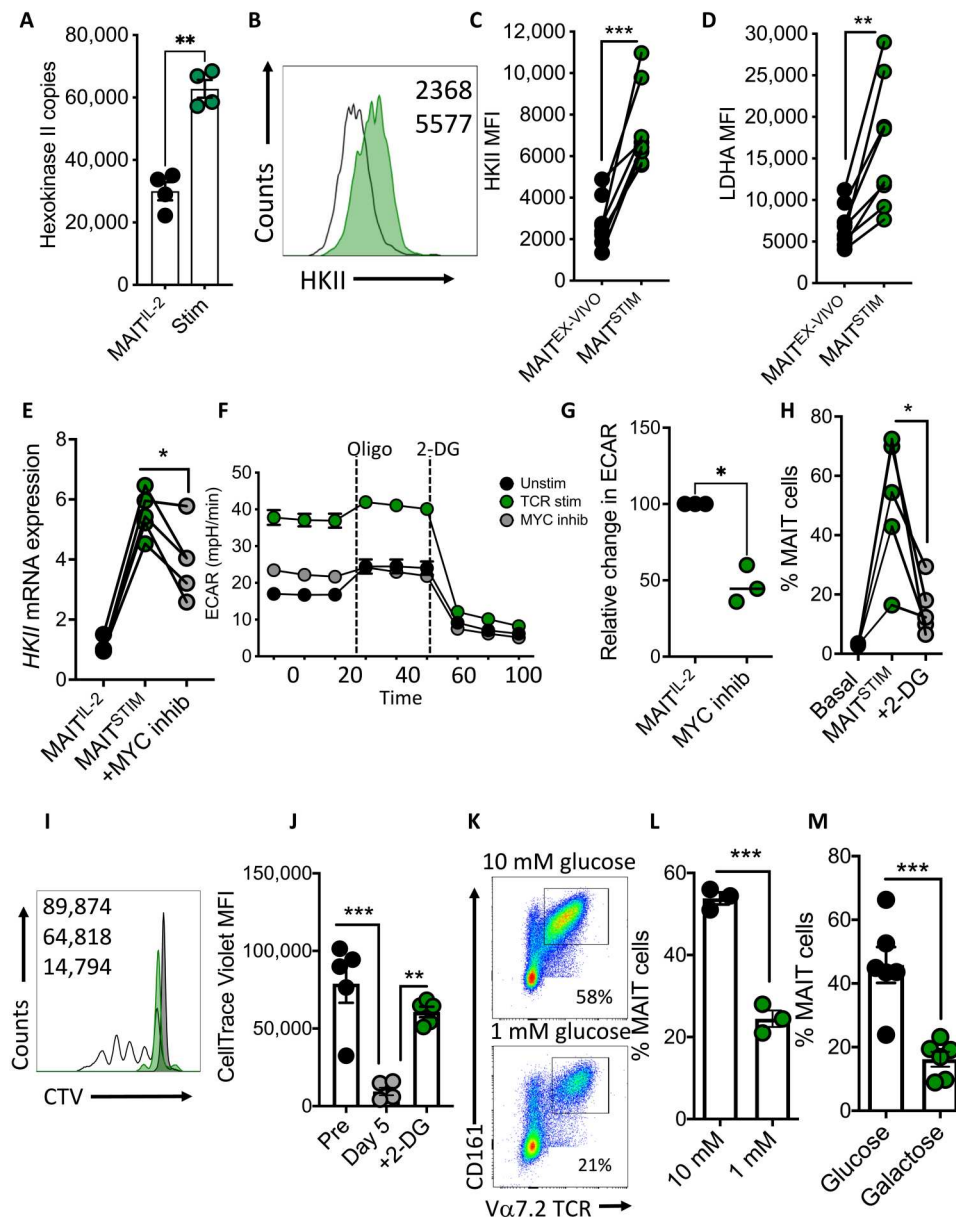 A
80,000
60,000
40,000
20,000
0
Hexokinase II copies
**
MAIT^IL-2
Stim
B
Counts
HKII
2368
5577
C
12,000
10,000
8000
6000
4000
2000
0
HKII MFI
***
MAIT^EX-VIVO
MAIT^STIM
D
30,000
25,000
20,000
15,000
10,000
5000
0
LDHA MFI
**
MAIT^EX-VIVO
MAIT^STIM
E
8
6
4
2
0
HKII mRNA expression
*
MAIT^IL-2
MAIT^STIM
+MYC inhib
F
Oligo
2-DG
50
40
30
20
10
0
ECAR (mpH/min)
0
20
40
60
100
Time
Unstim
TCR stim
MYC inhib
G
150
100
50
0
Relative change in ECAR
*
MAIT^IL-2
MYC inhib
H
80
60
40
20
0
% MAIT cells
*
Basal
MAIT^STIM
+2-DG
I
89,874
64,818
14,794
Counts
CTV
J
150,000
100,000
50,000
0
CellTrace Violet MFI
***
**
Pre
Day 5
+2-DG
K
10 mM glucose
58%
1 mM glucose
21%
CD161
Vα7.2 TCR
L
60
40
20
0
% MAIT cells
***
10 mM
1 mM
M
80
60
40
20
0
% MAIT cells
***
Glucose
Galactose